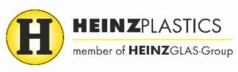 H HEINZPLASTICS
member of HEINZGLAS-Group